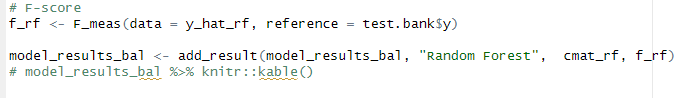 # F-score
f_rf <- F_meas(data = y_hat_rf, reference = test.bank$y)
model_results_bal <- add_result(model_results_bal, "Random Forest",  cmat_rf, f_rf)
# model_results_bal %>% knitr::kable()